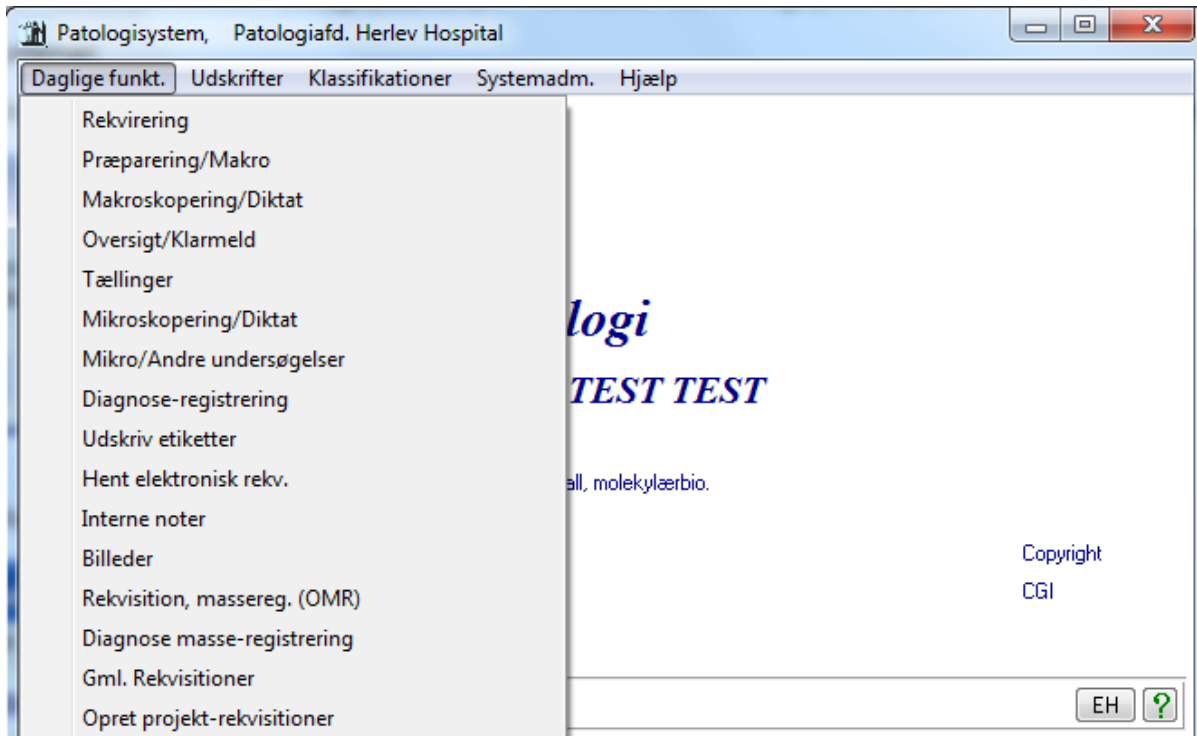 Patologisystem, Patologiafd. Herlev Hospital
Daglige funkt. Udskrifter Klassifikationer Systemadm. Hjælp
Rekvirering
Præparering/Makro
Makroskopering/Diktat
Oversigt/Klarmeld
Tællinger
Mikroskopering/Diktat
Mikro/Andre undersøgelser
Diagnose-registrering
Udskriv etiketter
Hent elektronisk rekv.
Interne noter
Billeder
Rekvisition, massereg. (OMR)
Diagnose masse-registrering
Gml. Rekvisitioner
Opret projekt-rekvisitioner
logi
TEST TEST
all, molekylærbio.
Copyright
CGI
EH ?